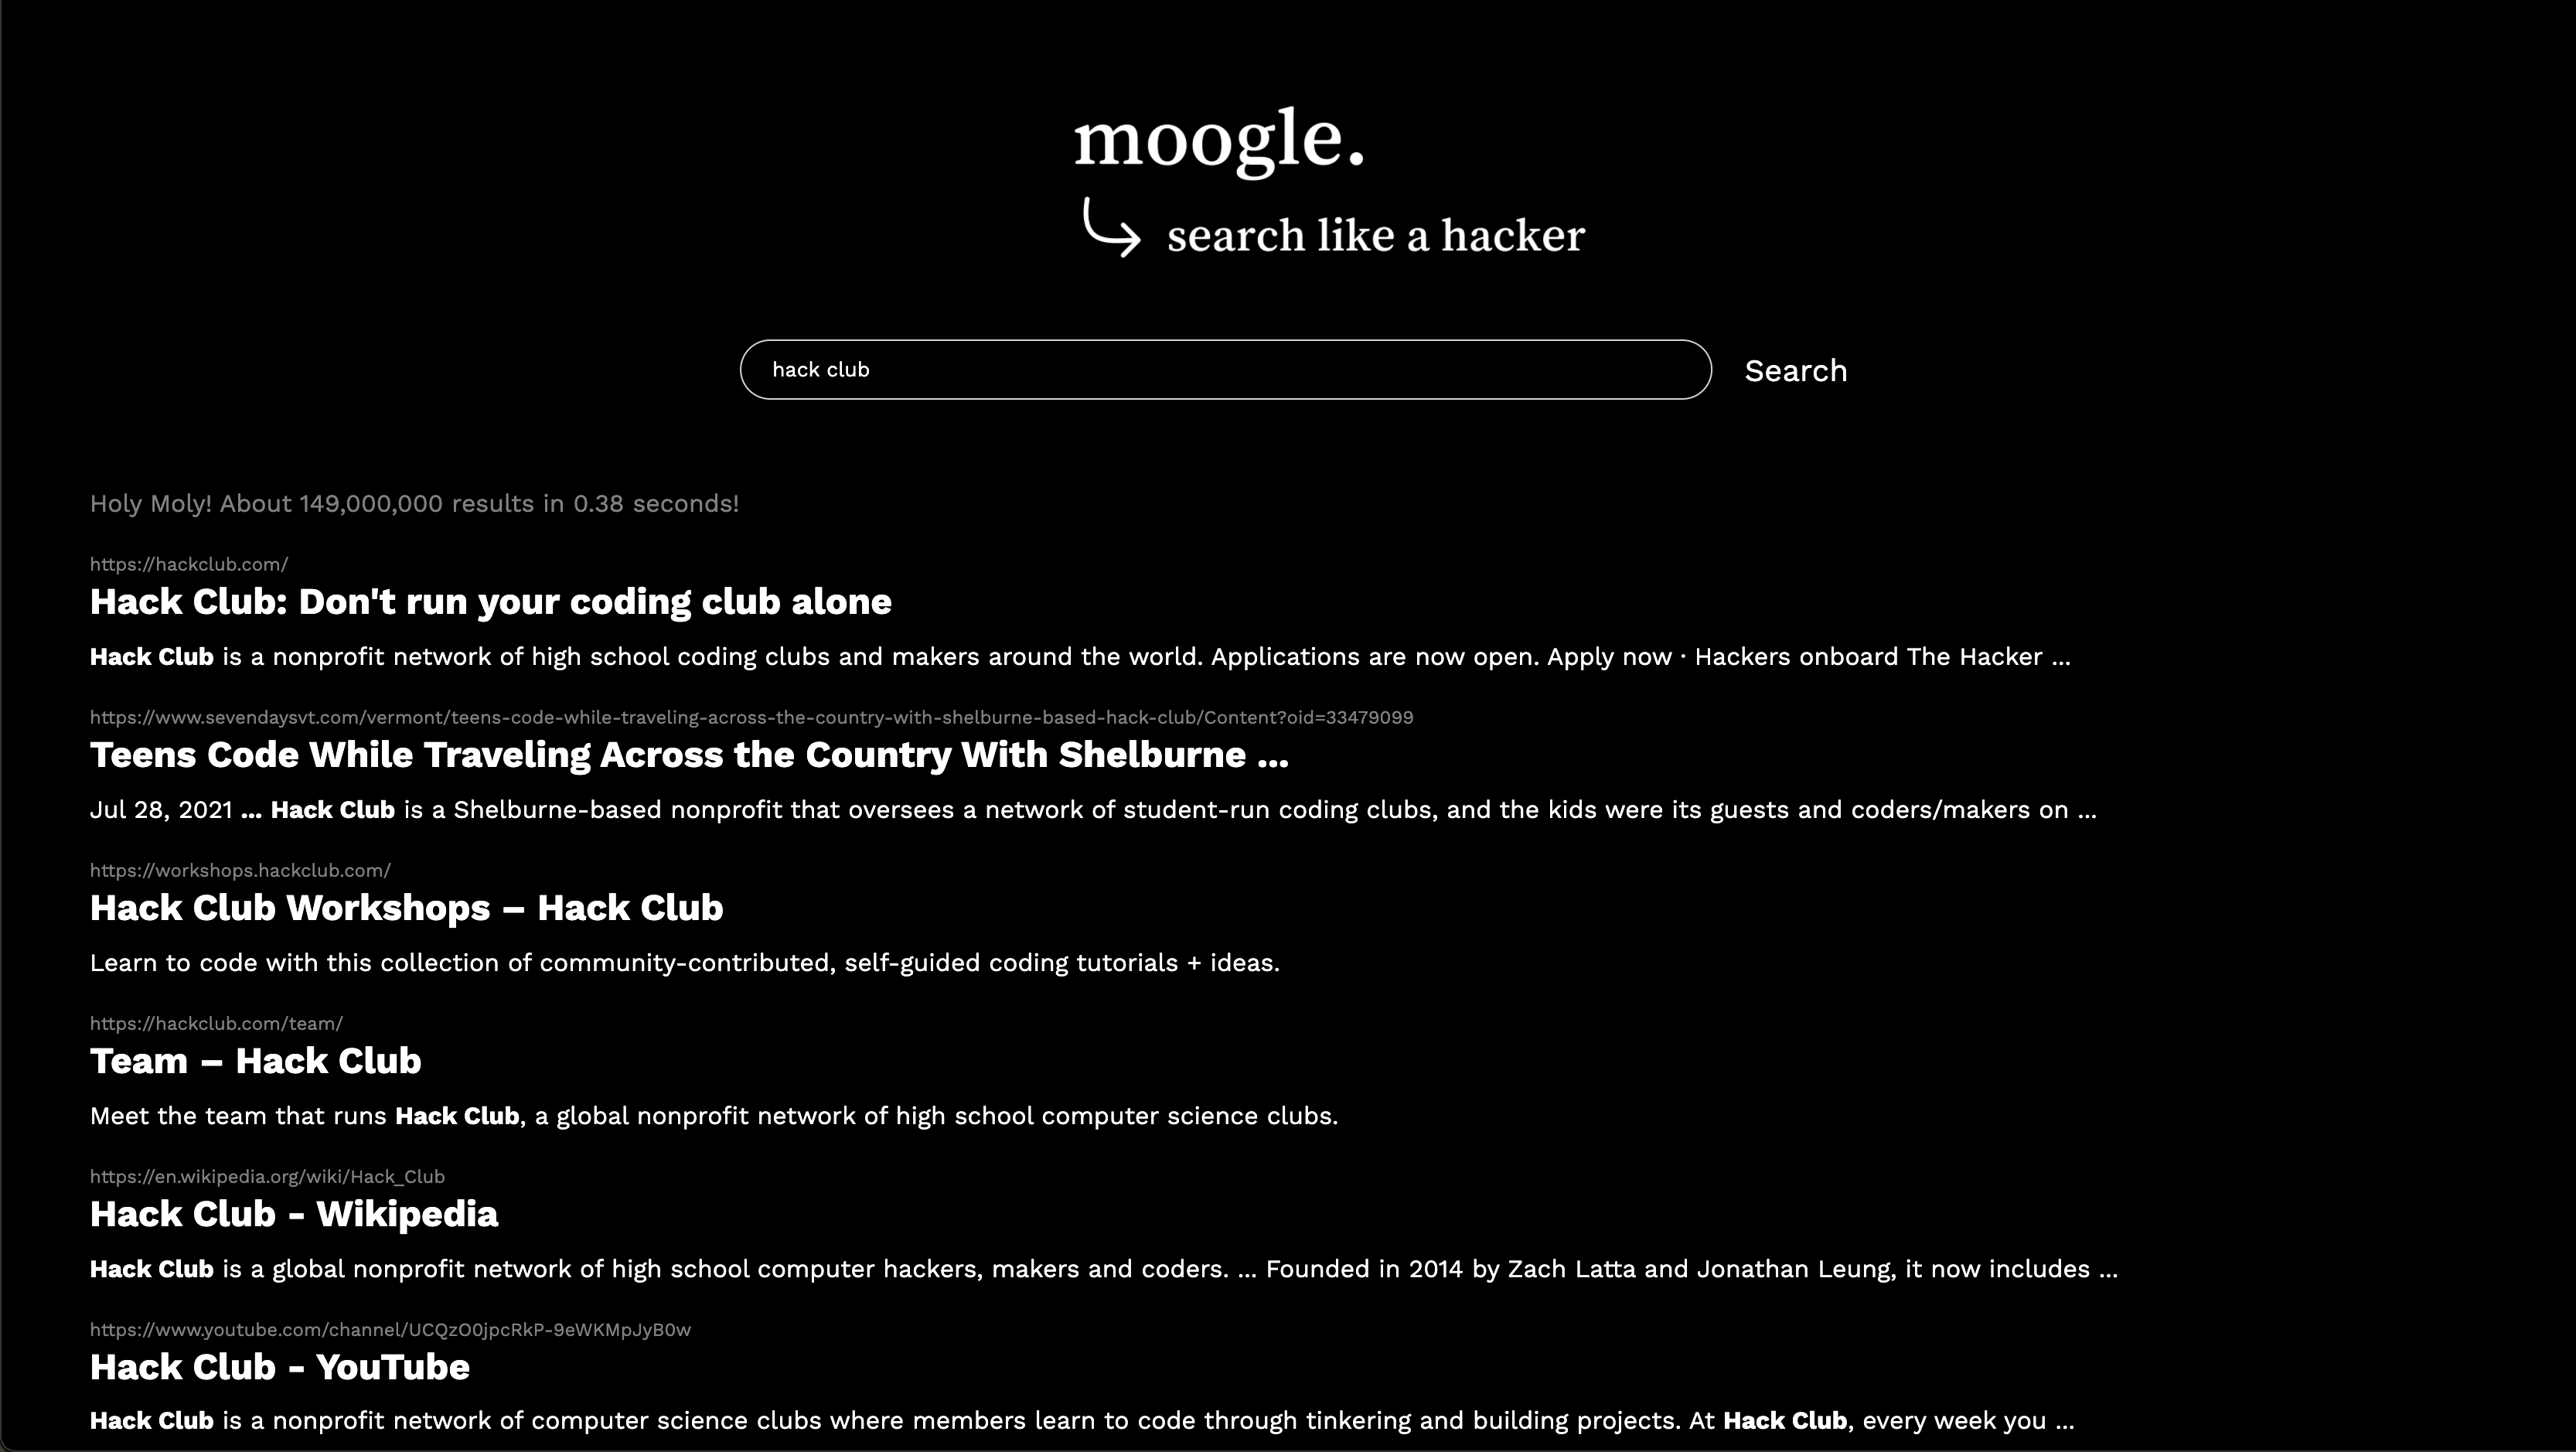 moogle.
search like a hacker
hack club
Search
Holy Moly! About 149,000,000 results in 0.38 seconds!
https://hackclub.com/
Hack Club: Don't run your coding club alone
Hack Club is a nonprofit network of high school coding clubs and makers around the world. Applications are now open. Apply now · Hackers onboard The Hacker ...
https://www.sevendaysvt.com/vermont/teens-code-while-traveling-across-the-country-with-shelburne-based-hack-club/Content?oid=33479099
Teens Code While Traveling Across the Country With Shelburne ...
Jul 28, 2021 ... Hack Club is a Shelburne-based nonprofit that oversees a network of student-run coding clubs, and the kids were its guests and coders/makers on ...
https://workshops.hackclub.com/
Hack Club Workshops – Hack Club
Learn to code with this collection of community-contributed, self-guided coding tutorials + ideas.
https://hackclub.com/team/
Team – Hack Club
Meet the team that runs Hack Club, a global nonprofit network of high school computer science clubs.
https://en.wikipedia.org/wiki/Hack_Club
Hack Club - Wikipedia
Hack Club is a global nonprofit network of high school computer hackers, makers and coders. ... Founded in 2014 by Zach Latta and Jonathan Leung, it now includes ...
https://www.youtube.com/channel/UCQzO0jpcRkP-9eWKMpJyB0w
Hack Club - YouTube
Hack Club is a nonprofit network of computer science clubs where members learn to code through tinkering and building projects. At Hack Club, every week you ...